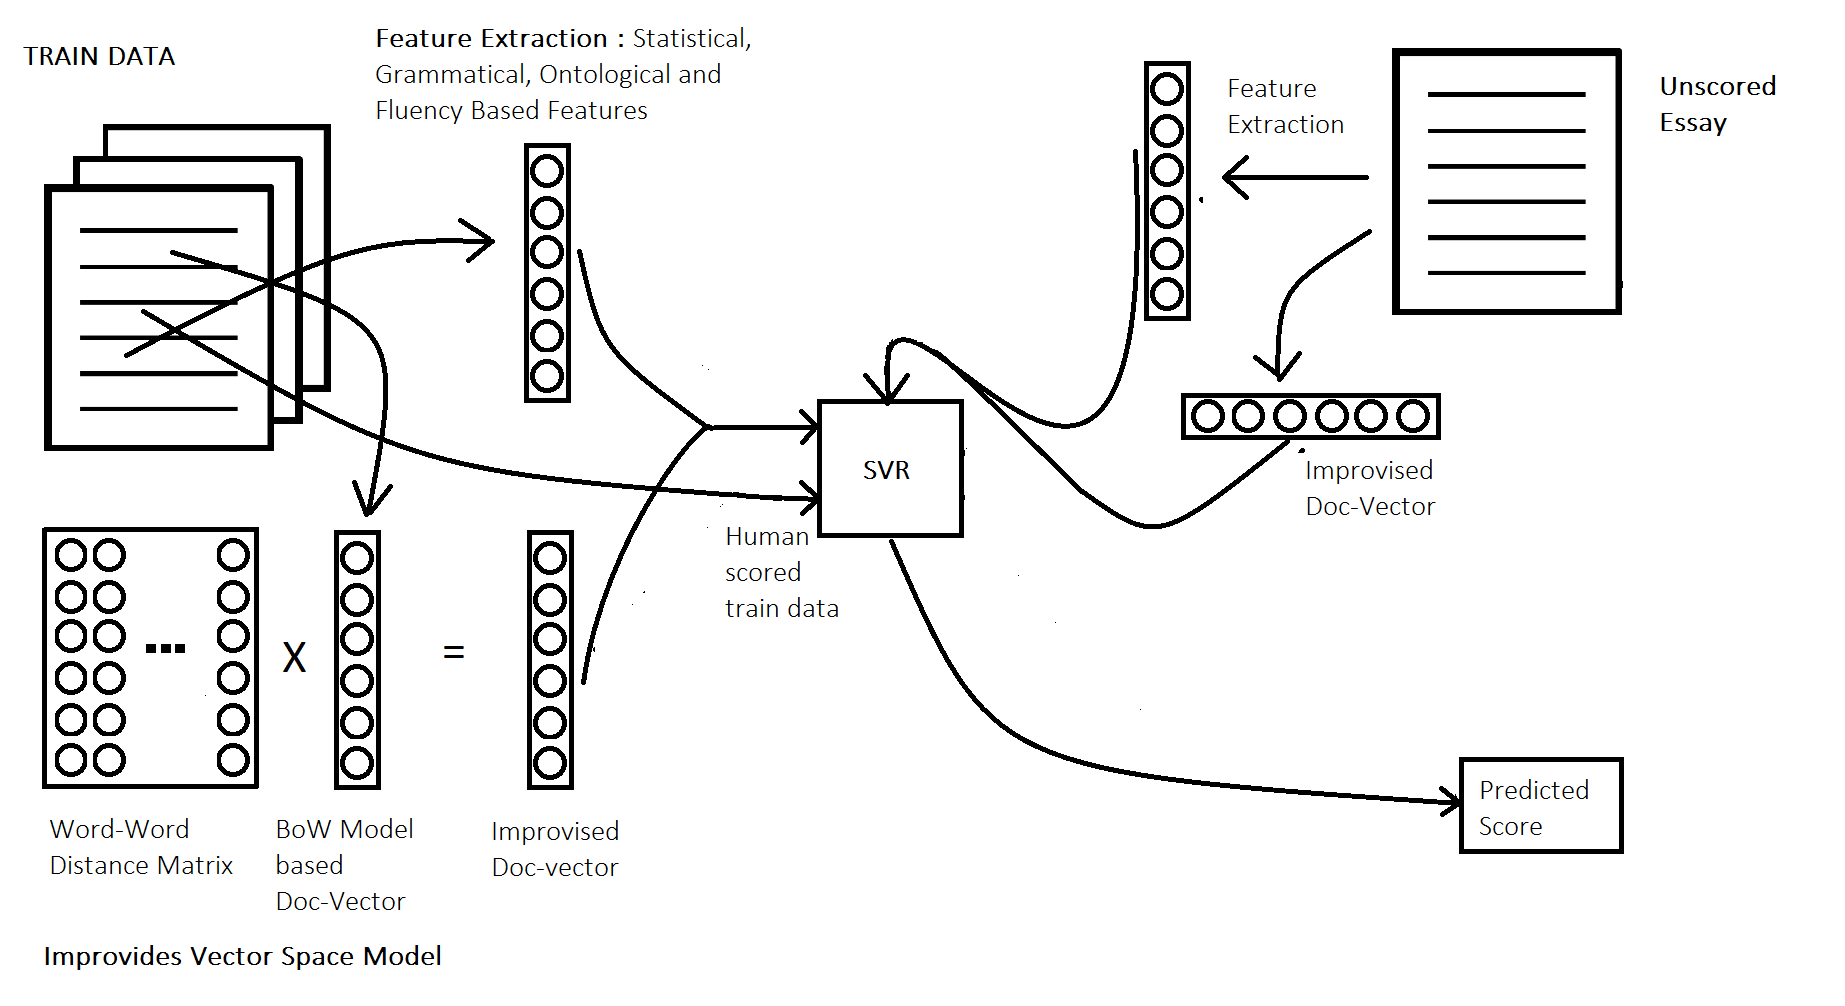 TRAIN DATA
Feature Extraction : Statistical,
Grammatical, Ontological and
Fluency Based Features
Feature
Extraction
Unscored
Essay
SVR
Improvised
Doc-Vector
Human
scored
train data
X
=
Predicted
Score
Word-Word
Distance Matrix
BoW Model
based
Doc-Vector
Improvised
Doc-vector
Improvides Vector Space Model